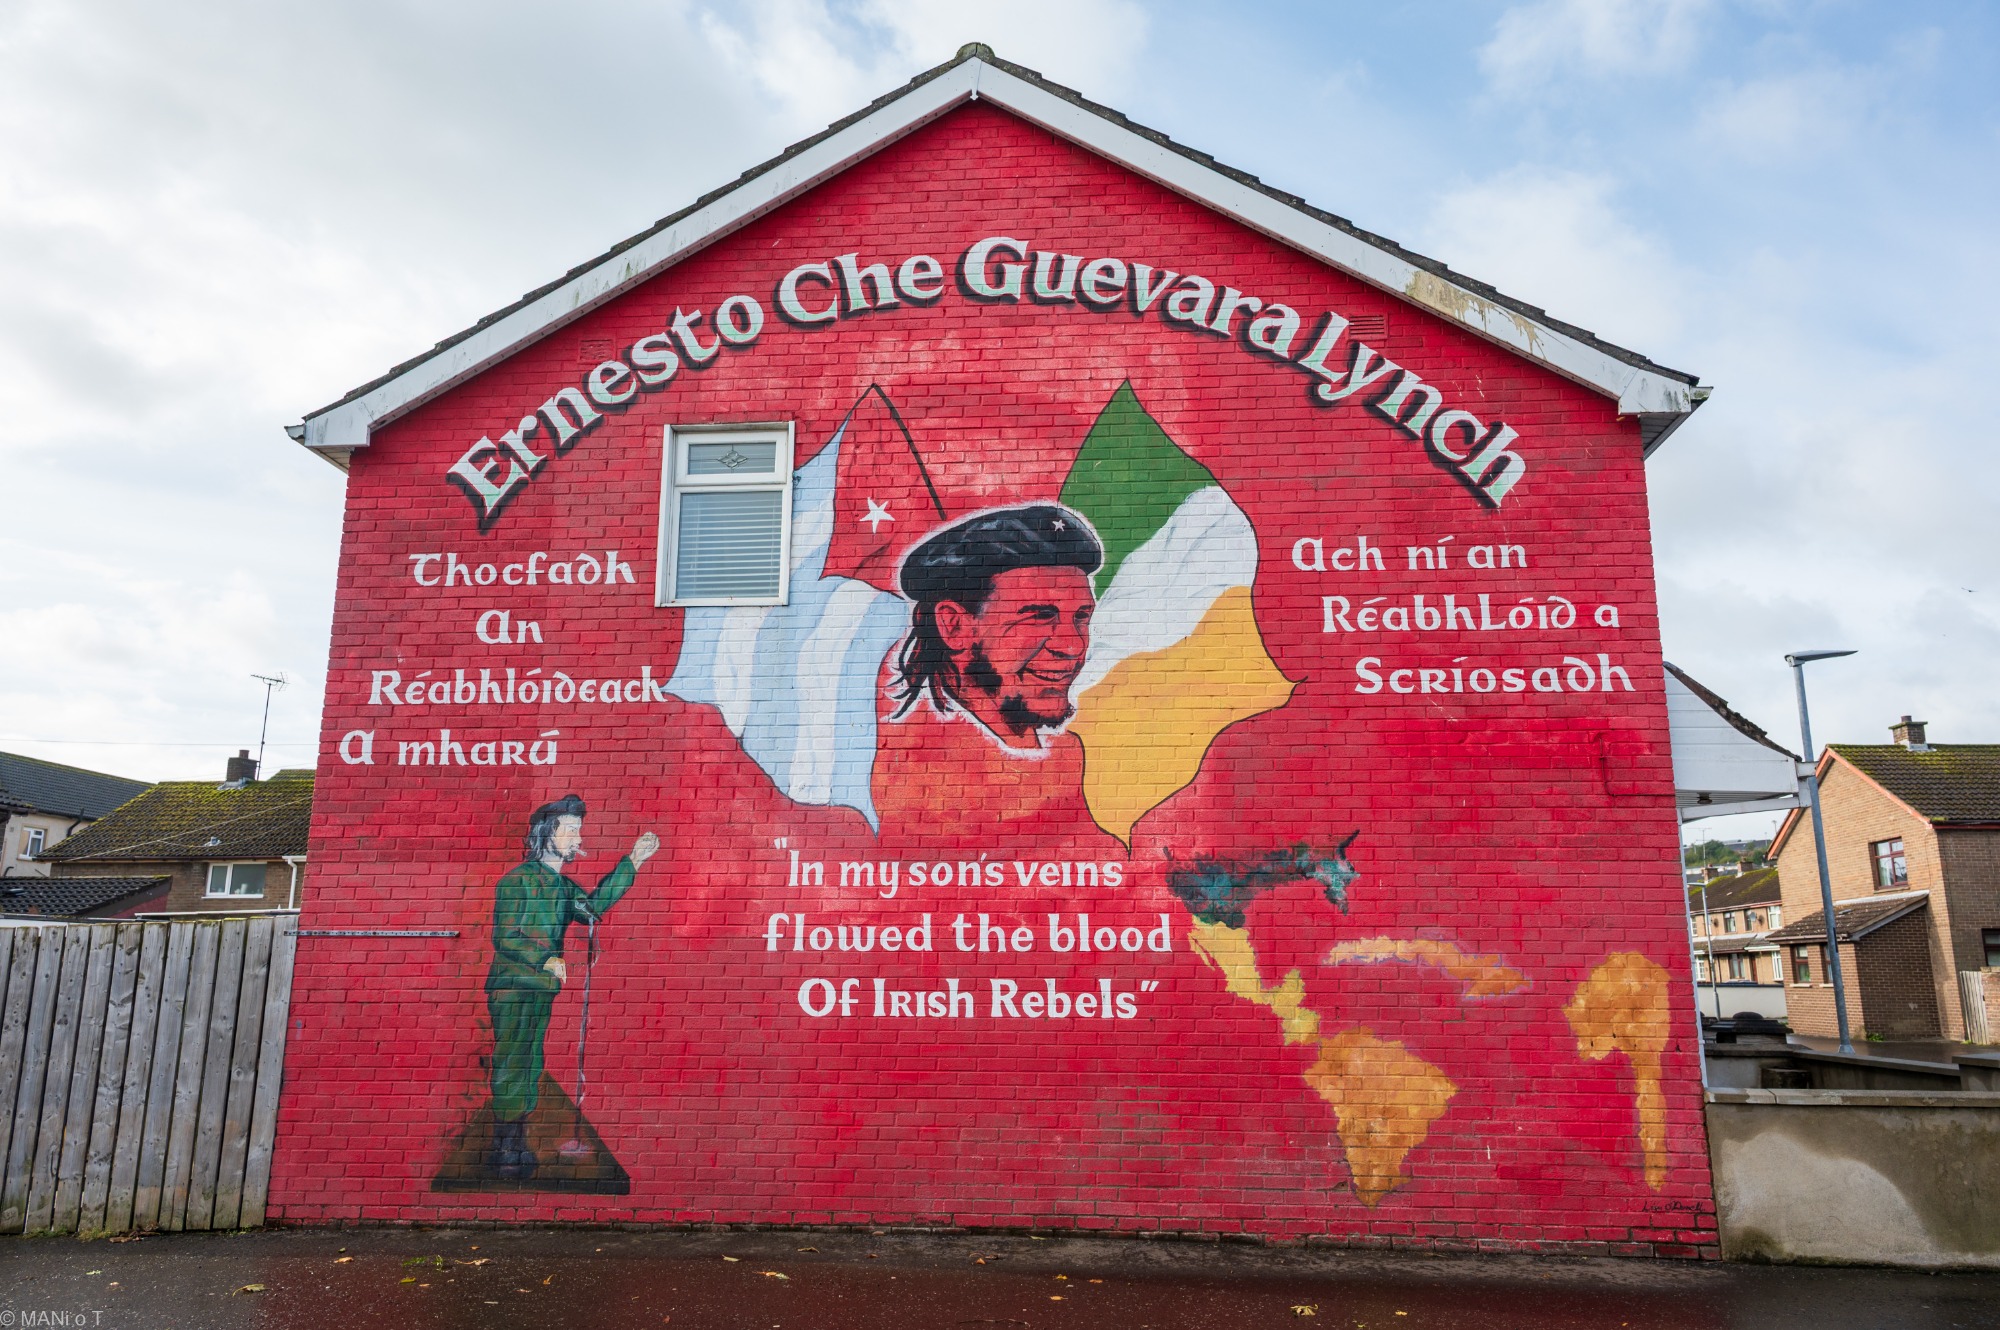 Ernesto Che Guevara Lynch
Thocfadh
An
Réabhlóideach
A mharú
Ach ní an
Réabhlóid a
Scríosadh
"In my son's veins
flowed the blood
Of Irish Rebels"
© MANi o T